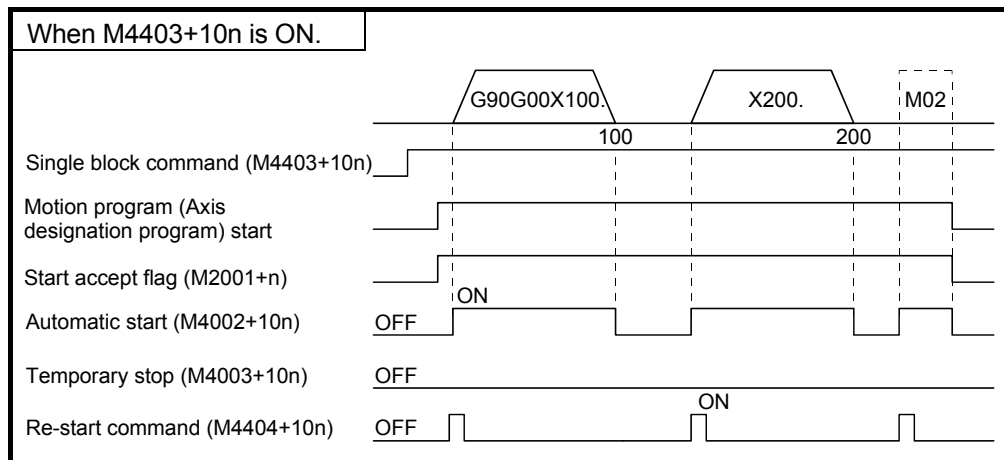 When M4403+10n is ON.
G90G00X100.
X200.
M02
100
200
Single block command (M4403+10n)
Motion program (Axis
designation program) start
Start accept flag (M2001+n)
ON
Automatic start (M4002+10n)
OFF
Temporary stop (M4003+10n)
OFF
ON
Re-start command (M4404+10n)
OFF